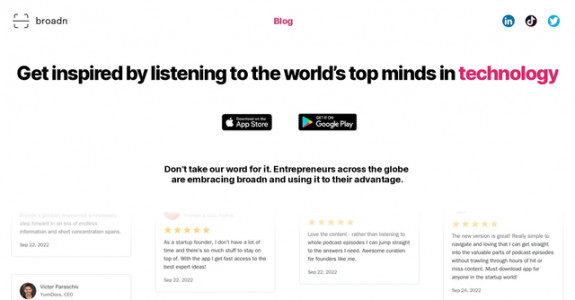 broadn
Blog
Get inspired by listening to the world's top minds in technology
Download on the
App Store
GET IT ON
Google Play
Don't take our word for it. Entrepreneurs across the globe
are embracing broadn and using it to their advantage.
step forward in an era of endless
information and short concentration spans.
Sep 22, 2022
Victor Paraschiv
YumiDocs, CEO
As a startup founder, I don't have a lot of
time and there's so much stuff to stay on
top of. With the app I get fast access to the
best expert ideas!
Sep 22, 2022
Love the content - rather than listening to
whole podcast episodes I can jump straight
to the answers I need. Awesome curation
for founders like me.
Sep 22, 2022
The new version is great! Really simple to
navigate and loving that I can get straight
into the valuable parts of podcast episodes
without trawling through hours of hit or
miss content. Must download app for
anyone in the startup world!
Sep 24, 2022